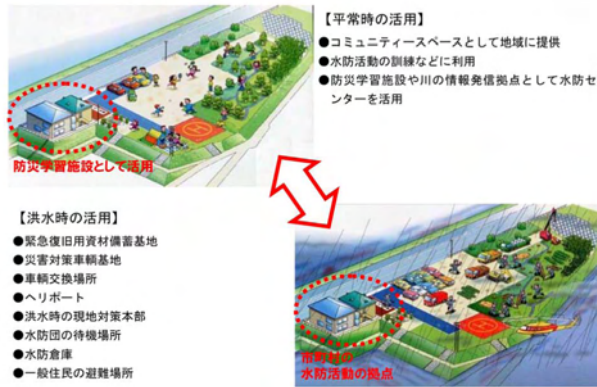 【平常時の活用】
●コミュニティースペースとして地域に提供
●水防活動の訓練などに利用
●防災学習施設や川の情報発信拠点として水防セ
ンターを活用
防災学習施設として活用
【洪水時の活用】
●緊急復旧用資材備蓄基地
●災害対策車輌基地
●車輌交換場所
●ヘリポート
●洪水時の現地対策本部
●水防団の待機場所
●水防倉庫
●一般住民の避難場所
市町村の
水防活動の拠点
H
H